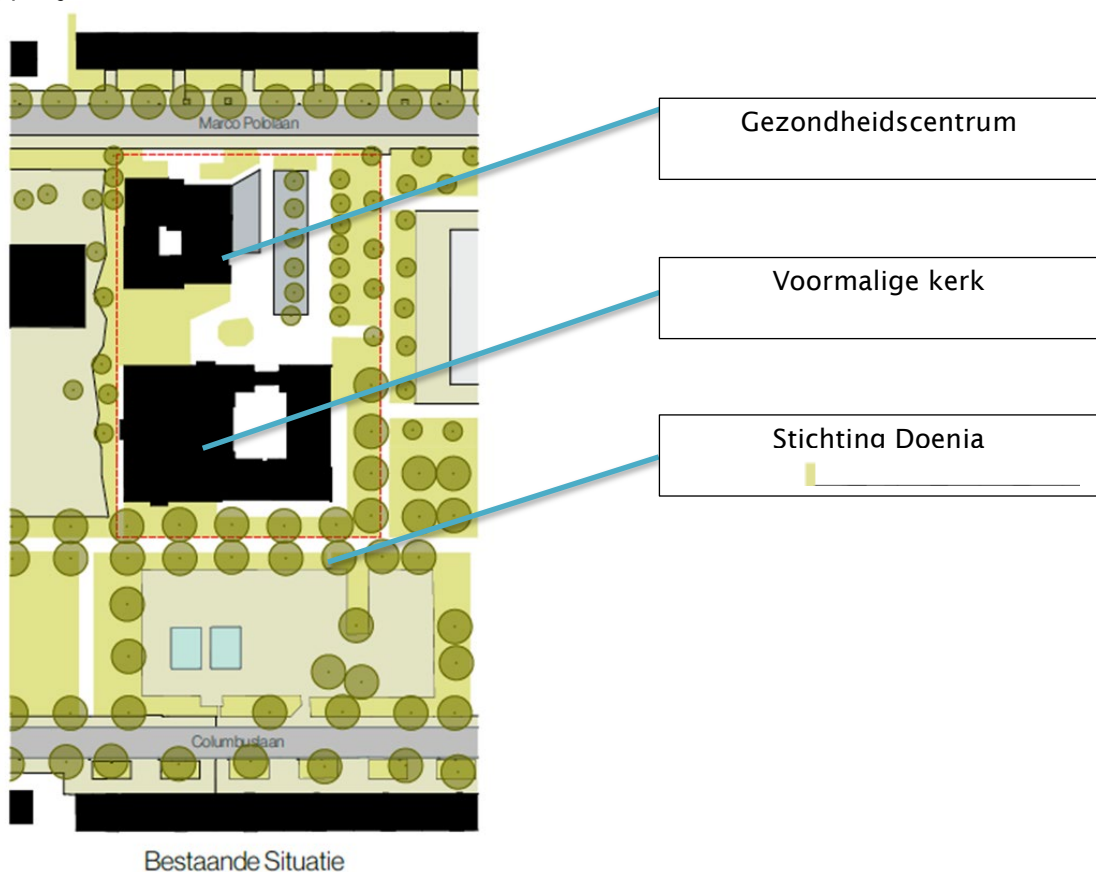 Marco Pololaan
Gezondheidscentrum
Voormalige kerk
Stichting Doenia
Columbuslaan
Bestaande Situatie